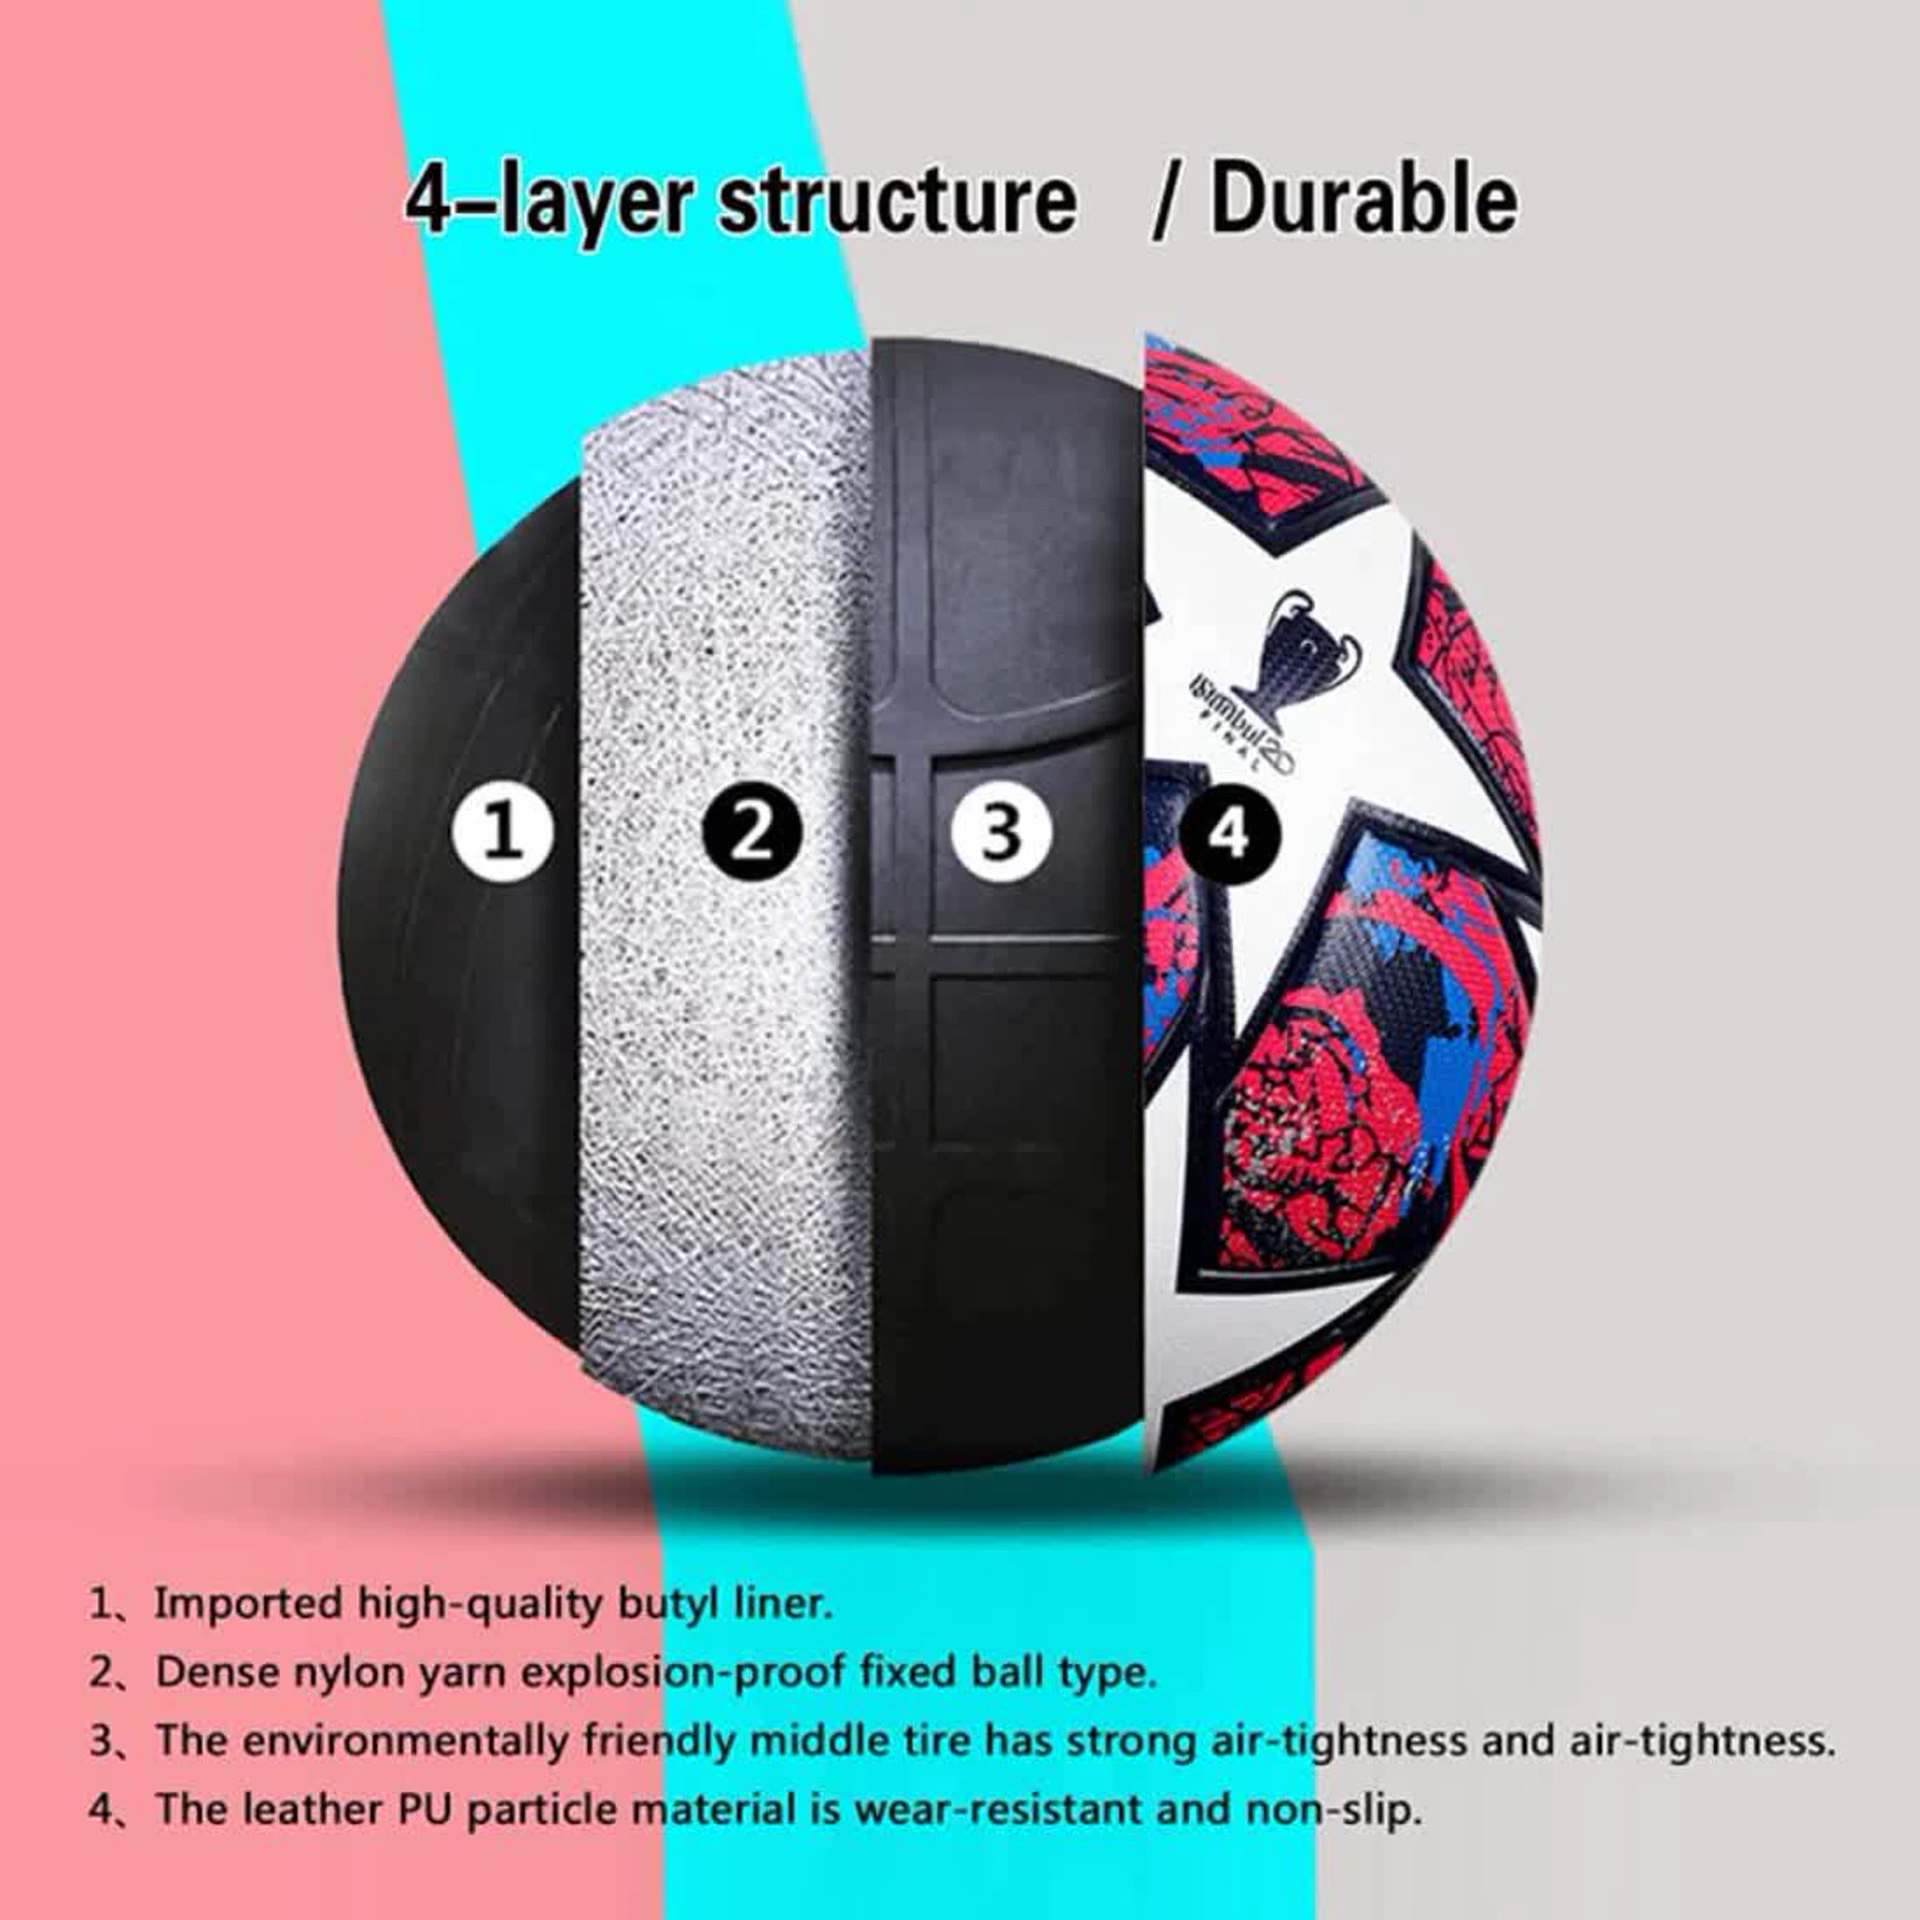 4-layer structure / Durable
Istanbul20
FINAL
1
2
3
4
1、Imported high-quality butyl liner.
2、Dense nylon yarn explosion-proof fixed ball type.
3、The environmentally friendly middle tire has strong air-tightness and air-tightness.
4、The leather PU particle material is wear-resistant and non-slip.